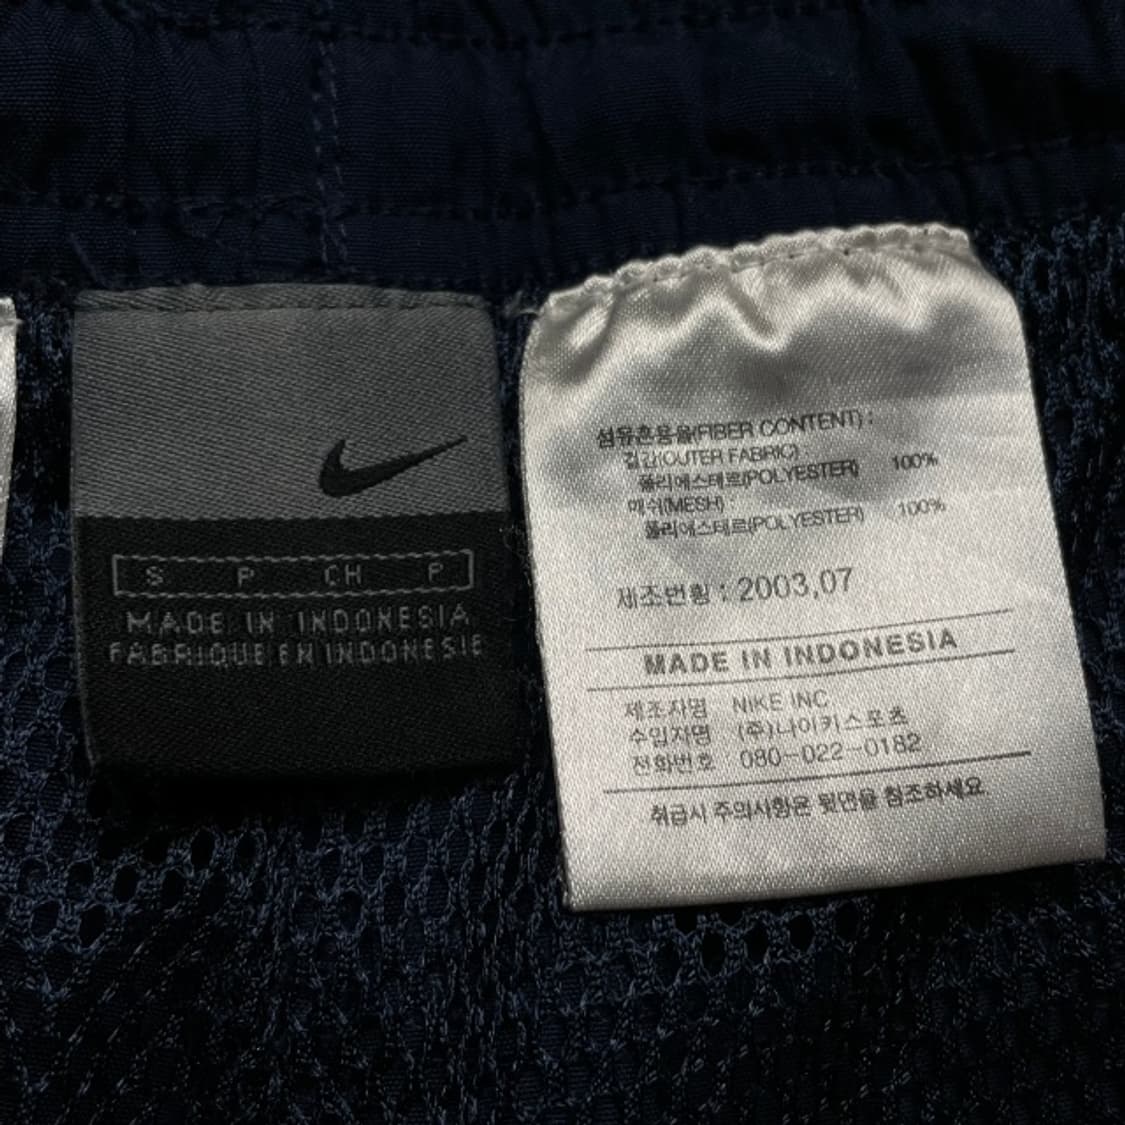 S P CH P
MADE IN INDONESIA
FABRIQUE EN INDONESIE
섬유혼용율(FIBER CONTENT) :
겉감(OUTER FABRIC)
폴리에스테르(POLYESTER) 100%
매쉬(MESH) :
폴리에스테르(POLYESTER) 100%
제조번월 : 2003,07
MADE IN INDONESIA
제조자명 NIKE INC
수입자명 (주)나이키스포츠
전화번호 080-022-0182
취급시 주의사항은 뒷면을 참조하세요